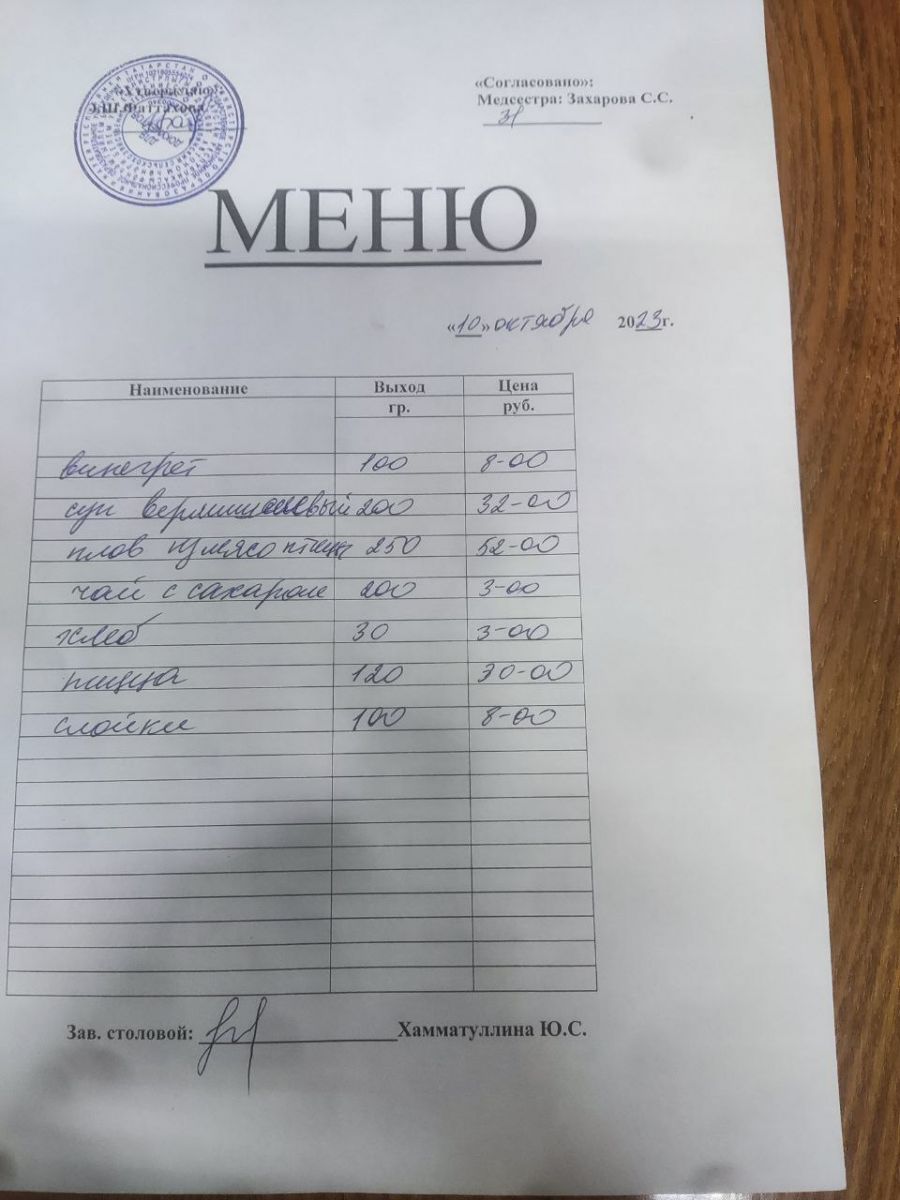 «Утверждаю»
«Согласовано»:
Медсестра: Захарова С.С.
МЕНЮ
«10» октября 2023г.
Наименование Выход Цена
гр. руб.
винегрет 100 8-00
суп вермишелевый 200 32-00
плов мясо птицы 250 52-00
чай с сахаром 200 3-00
хлеб 30 3-00
пицца 120 30-00
слойки 100 8-00
Зав. столовой: Хамматуллина Ю.С.